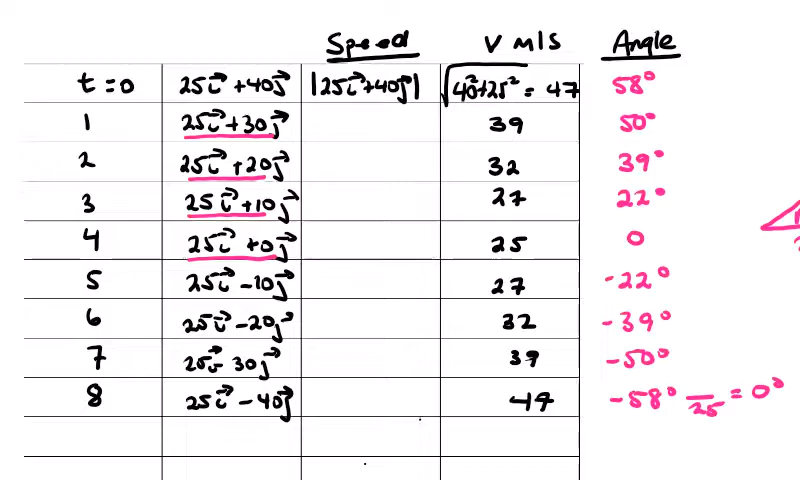 Speed V m/s Angle
t=0 25i⃗ +40j⃗ |25i⃗+40j⃗| √40²+25² = 47 58°
1 25i⃗+30j⃗ 39 50°
2 25i⃗+20j⃗ 32 39°
3 25i⃗+10j⃗ 27 22°
4 25i⃗ +0j⃗ 25 0
5 25i⃗ -10j⃗ 27 -22°
6 25i⃗ -20j⃗ 32 -39°
7 25i⃗ 30j⃗ 39 -50°
8 25i⃗ -40j⃗ 47 -58° — 25 = 0°